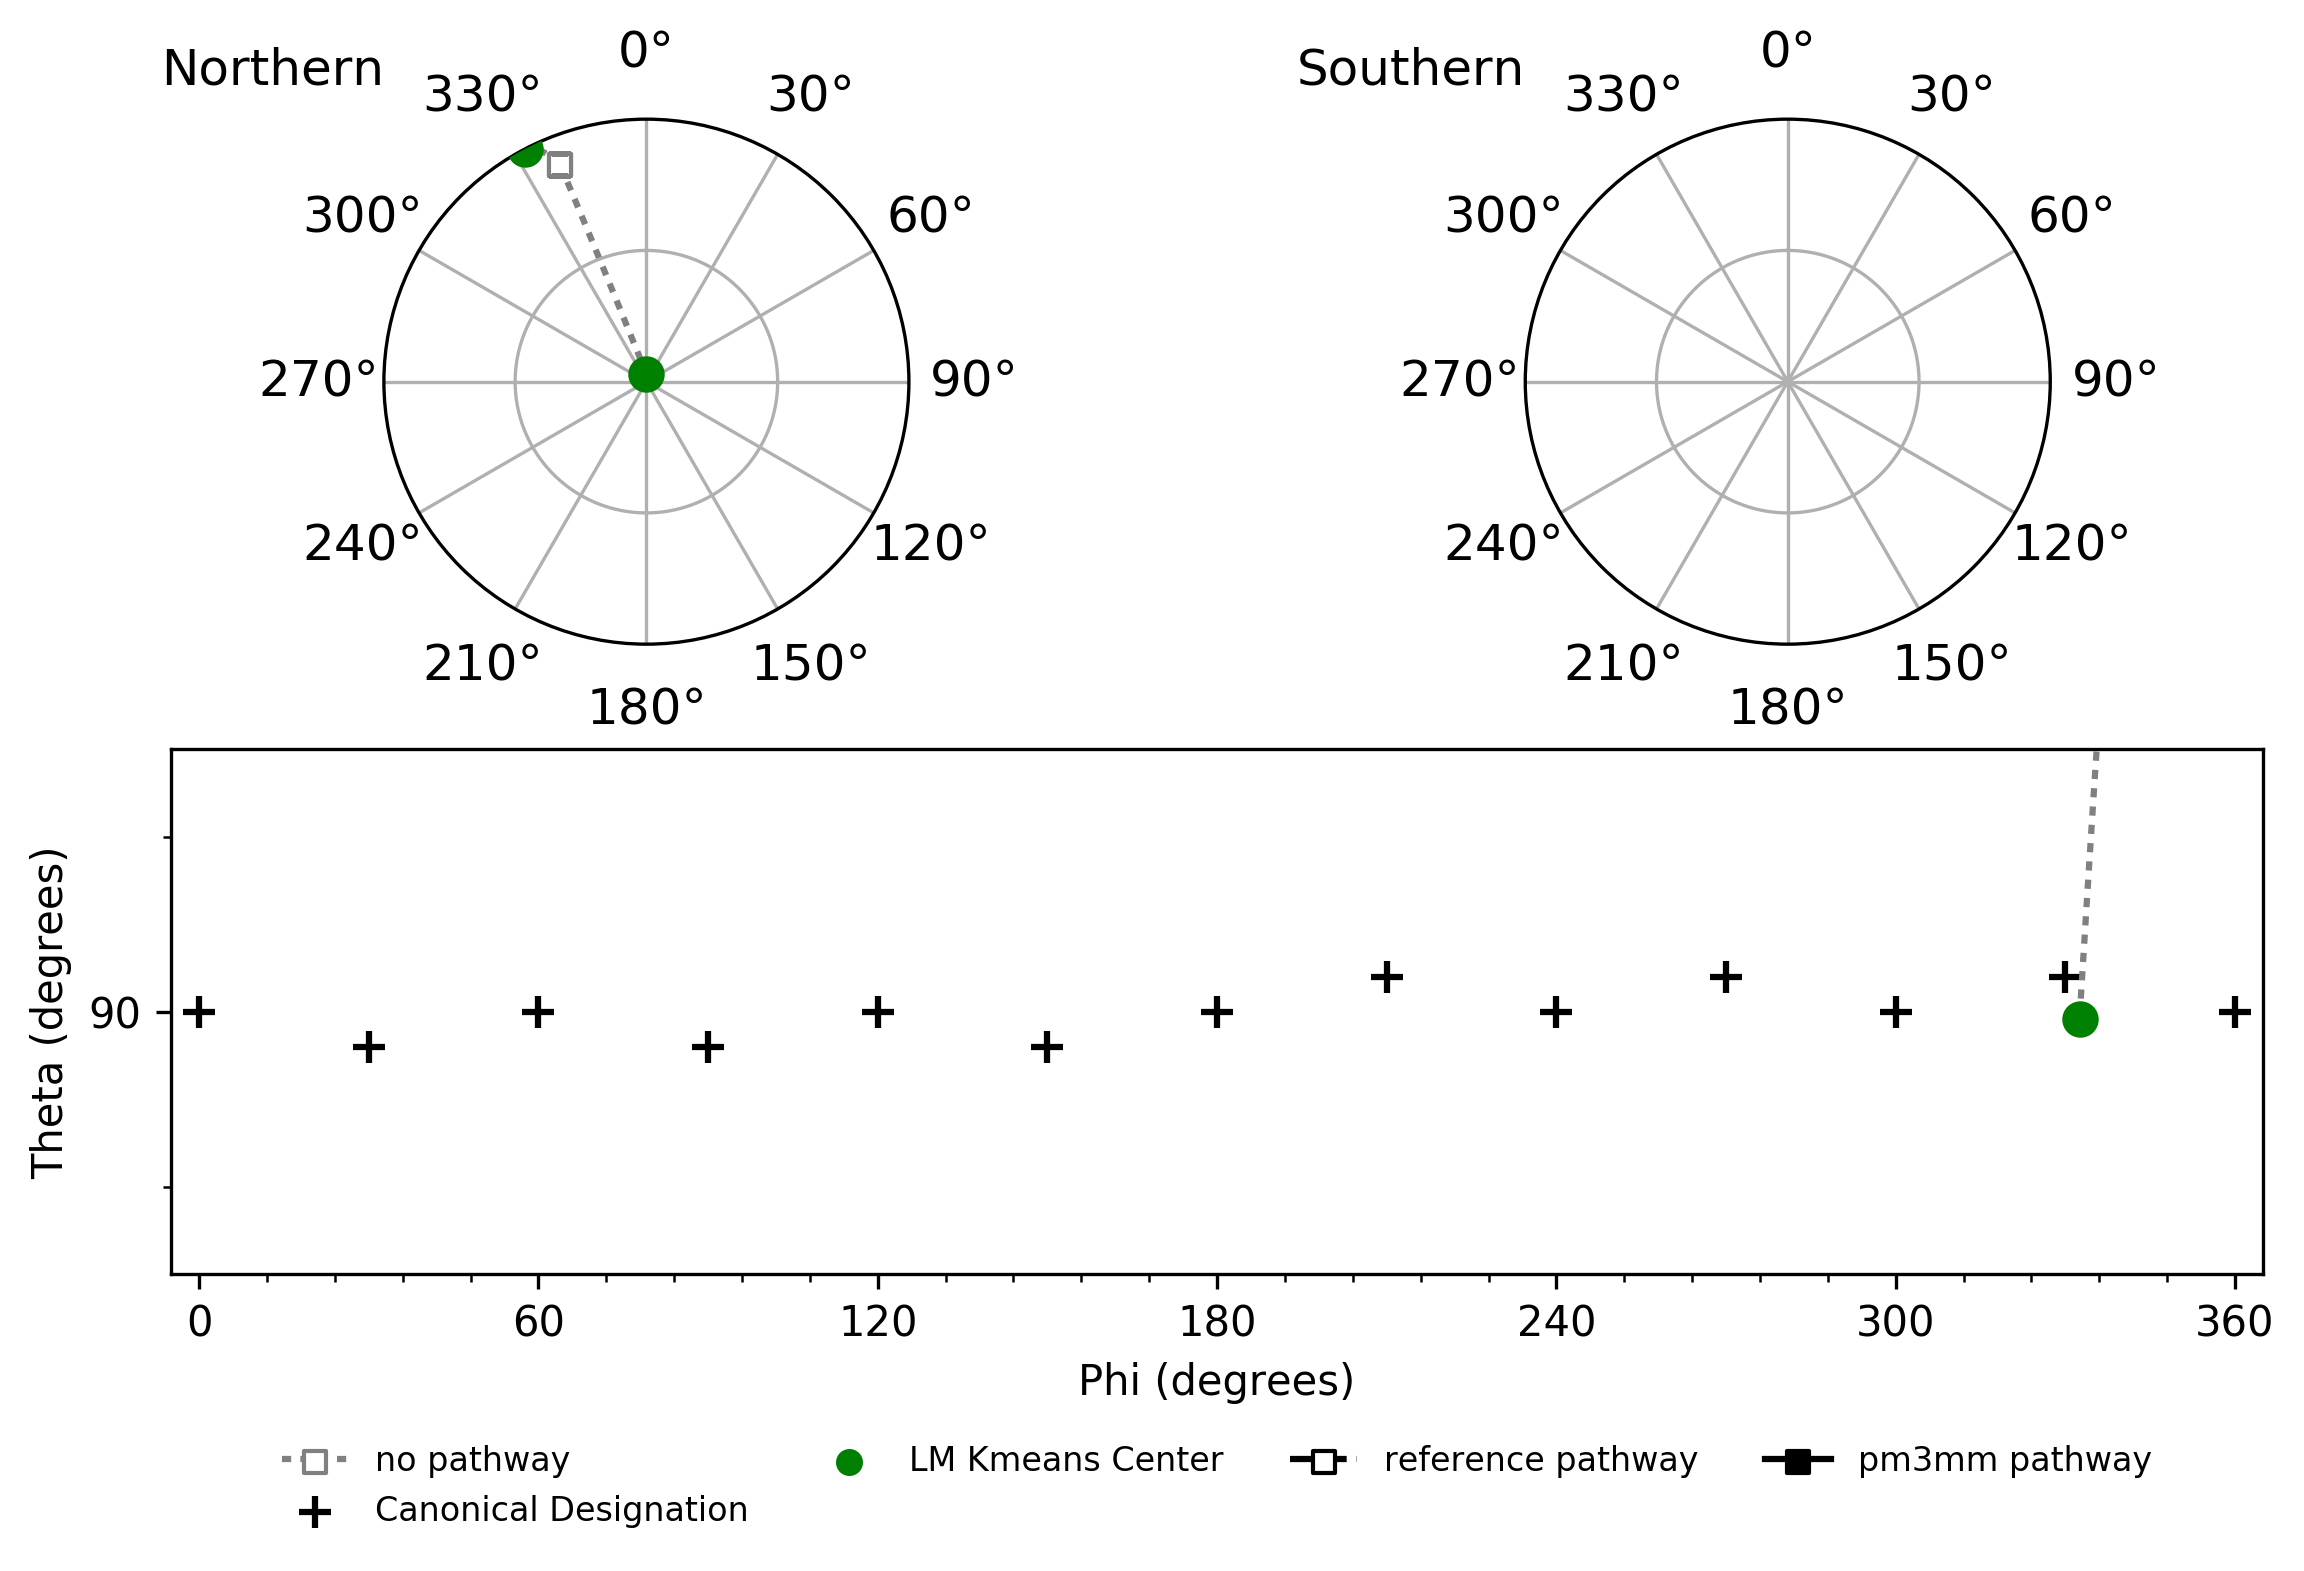 Northern
0°
330°
30°
300°
60°
270°
90°
240°
120°
210°
150°
180°
Southern
0°
330°
30°
300°
60°
270°
90°
240°
120°
210°
150°
180°
Theta (degrees)
90
0 60 120 180 240 300 360
Phi (degrees)
no pathway
LM Kmeans Center
reference pathway
pm3mm pathway
Canonical Designation